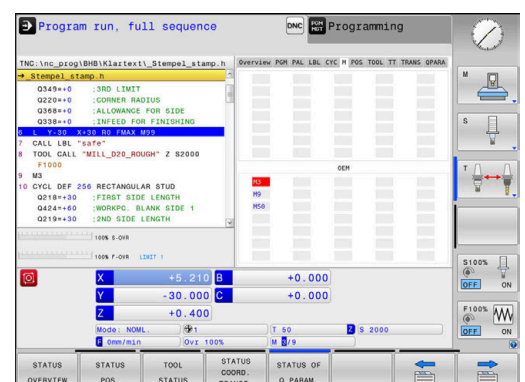 Program run, full sequence
DNC PGM MGT Programming
TNC:\nc_prog\BHB\Klartext\_Stempel_stamp.h
→_Stempel_stamp.h
Q349=+0 ;3RD LIMIT
Q220=+0 ;CORNER RADIUS
Q368=+0 ;ALLOWANCE FOR SIDE
Q338=+0 ;INFEED FOR FINISHING
6 L Y-30 X+30 R0 FMAX M99
7 CALL LBL "safe"
8 TOOL CALL "MILL_D20_ROUGH" Z S2000
F1000
9 M3
10 CYCL DEF 256 RECTANGULAR STUD
Q218=+30 ;FIRST SIDE LENGTH
Q424=+60 ;WORKPC. BLANK SIDE 1
Q219=+30 ;2ND SIDE LENGTH
Overview PGM PAL LBL CYC M POS TOOL TT TRANS QPARA
OEM
M3
M9
M50
100% S-OVR
100% F-OVR LIMIT 1
X +5.210 B +0.000
Y -30.000 C +0.000
Z +0.400
Mode: NOML. 1 T 50 Z S 2000
F 0mm/min Ovr 100% M 3/9
M
S
T
S100%
OFF ON
F100%
OFF ON
STATUS OVERVIEW
STATUS POS.
TOOL STATUS
STATUS COORD.
STATUS OF Q PARAM.